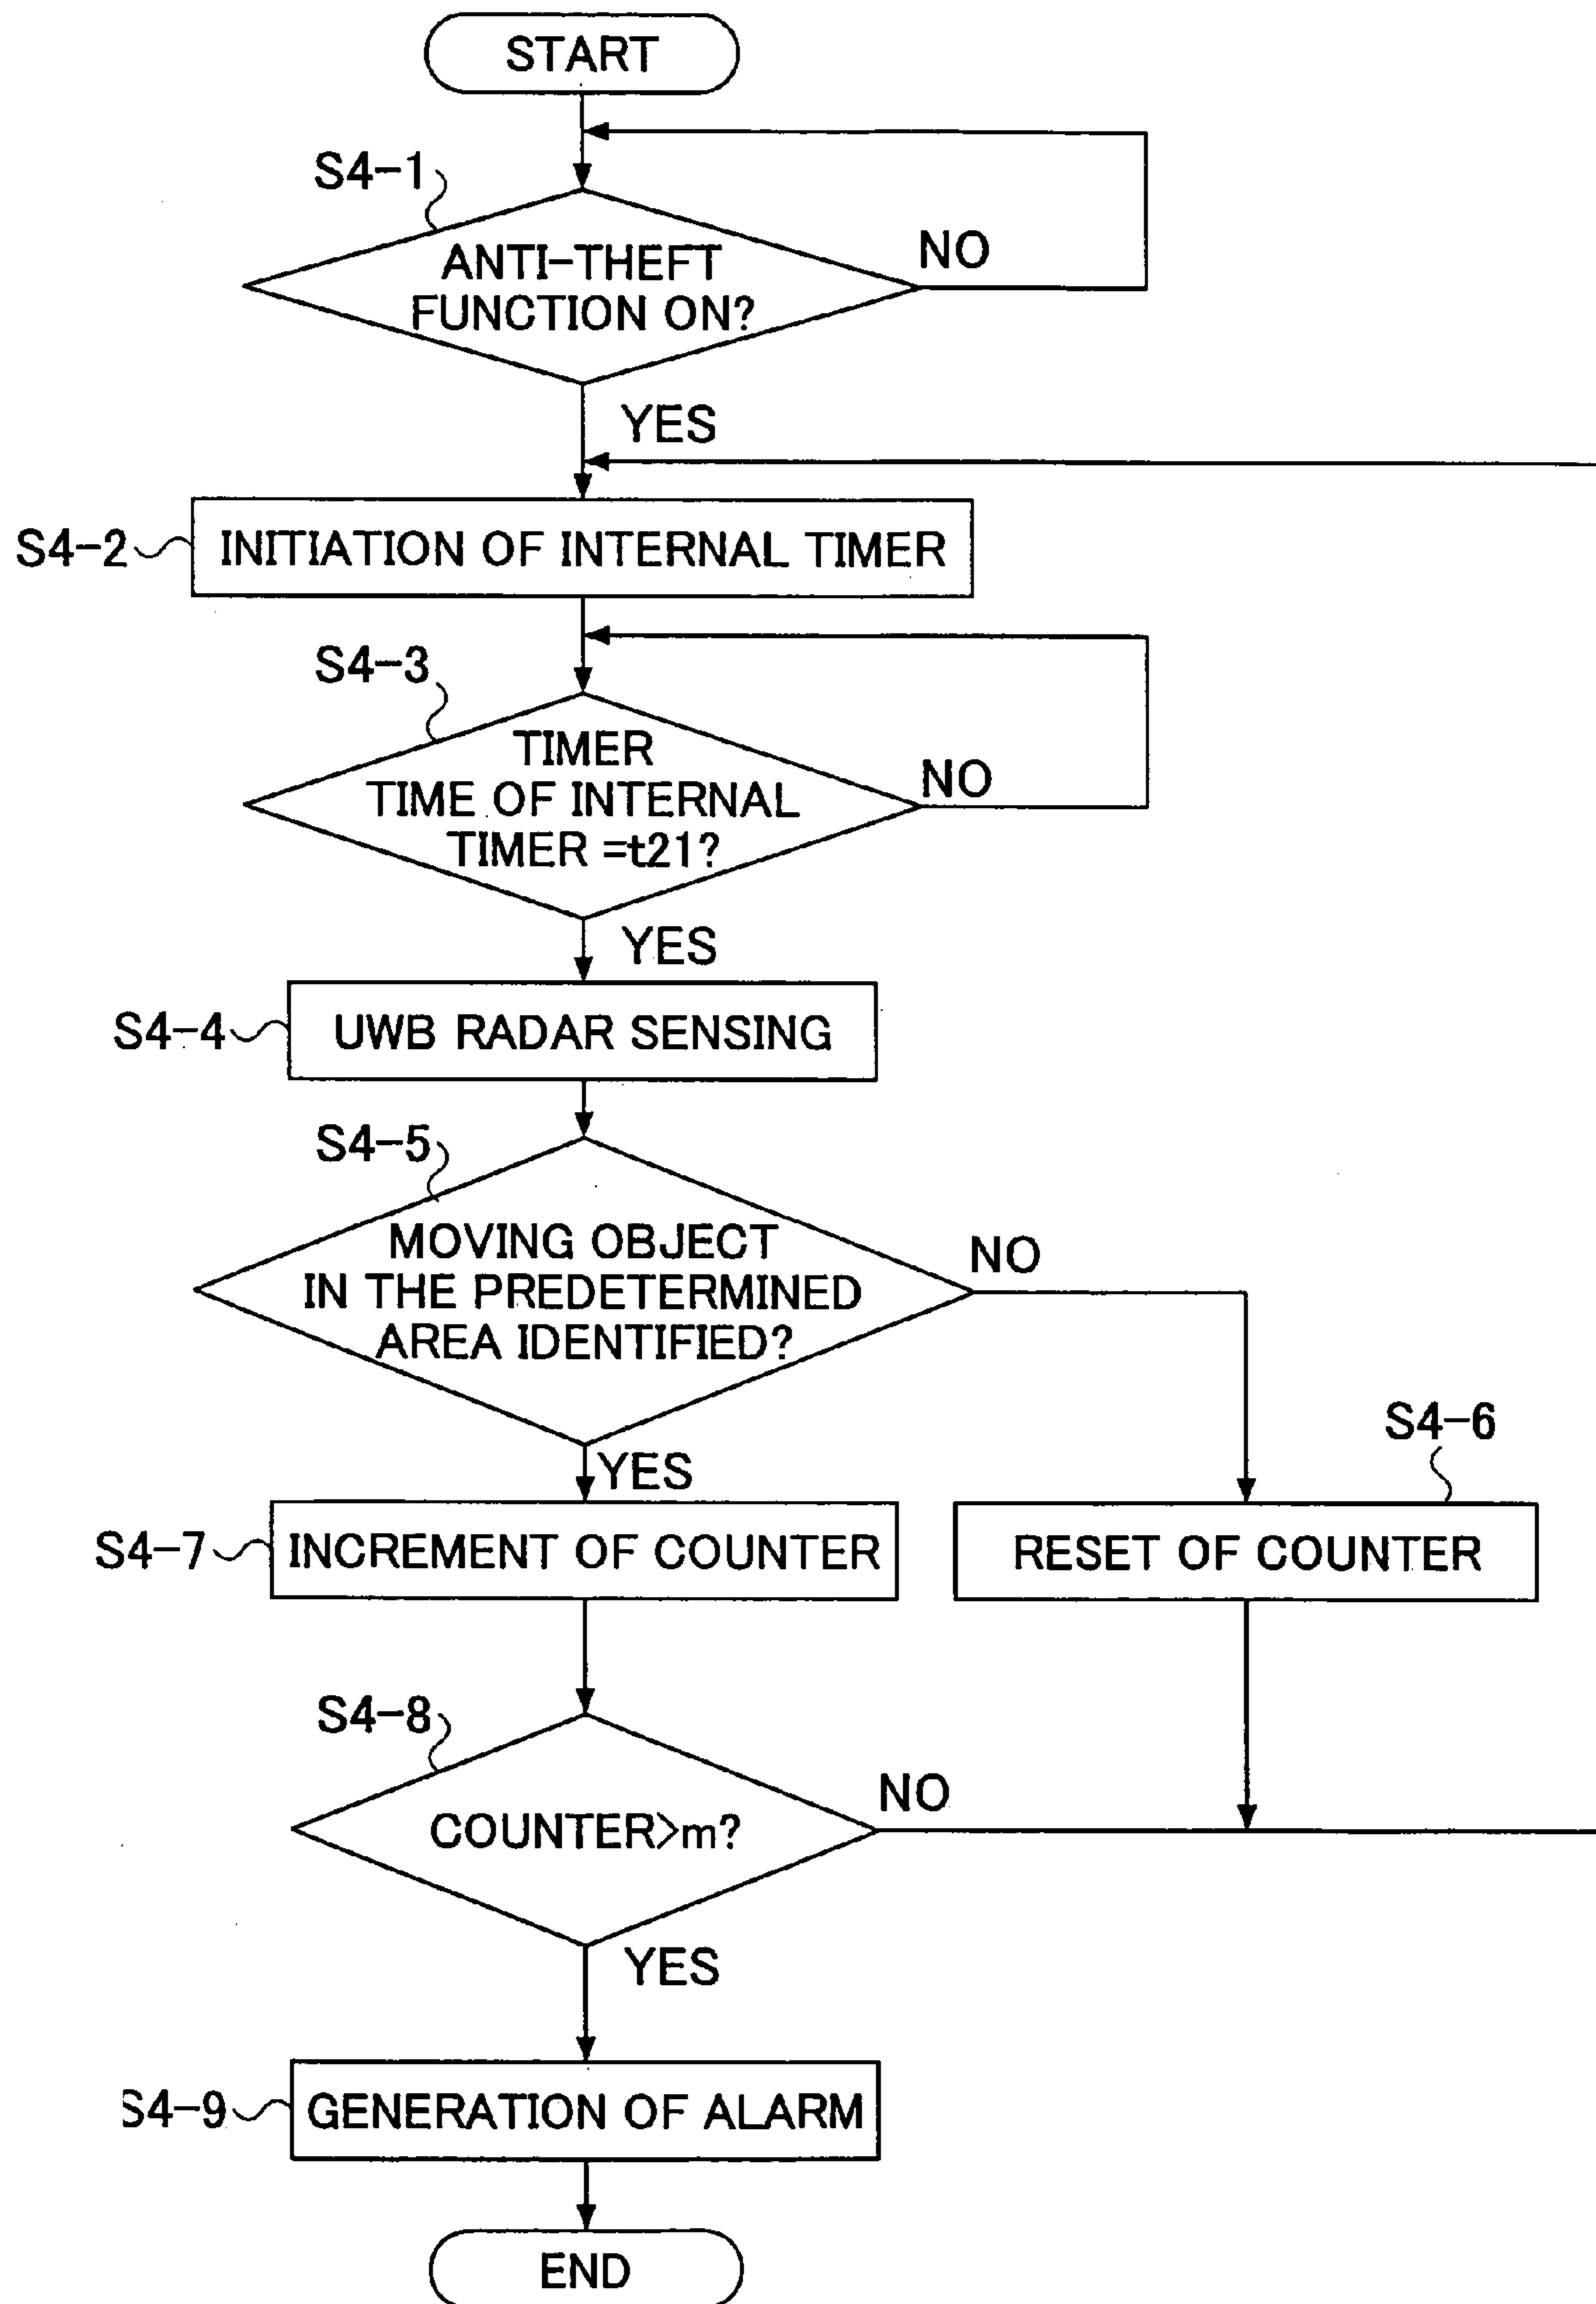 START
S4-1
ANTI-THEFT
FUNCTION ON?
NO
YES
S4-2
INITIATION OF INTERNAL TIMER
S4-3
TIMER
TIME OF INTERNAL
TIMER =t21?
NO
YES
S4-4
UWB RADAR SENSING
S4-5
MOVING OBJECT
IN THE PREDETERMINED
AREA IDENTIFIED?
NO
YES
S4-6
S4-7
INCREMENT OF COUNTER
RESET OF COUNTER
S4-8
COUNTER>m?
NO
YES
S4-9
GENERATION OF ALARM
END